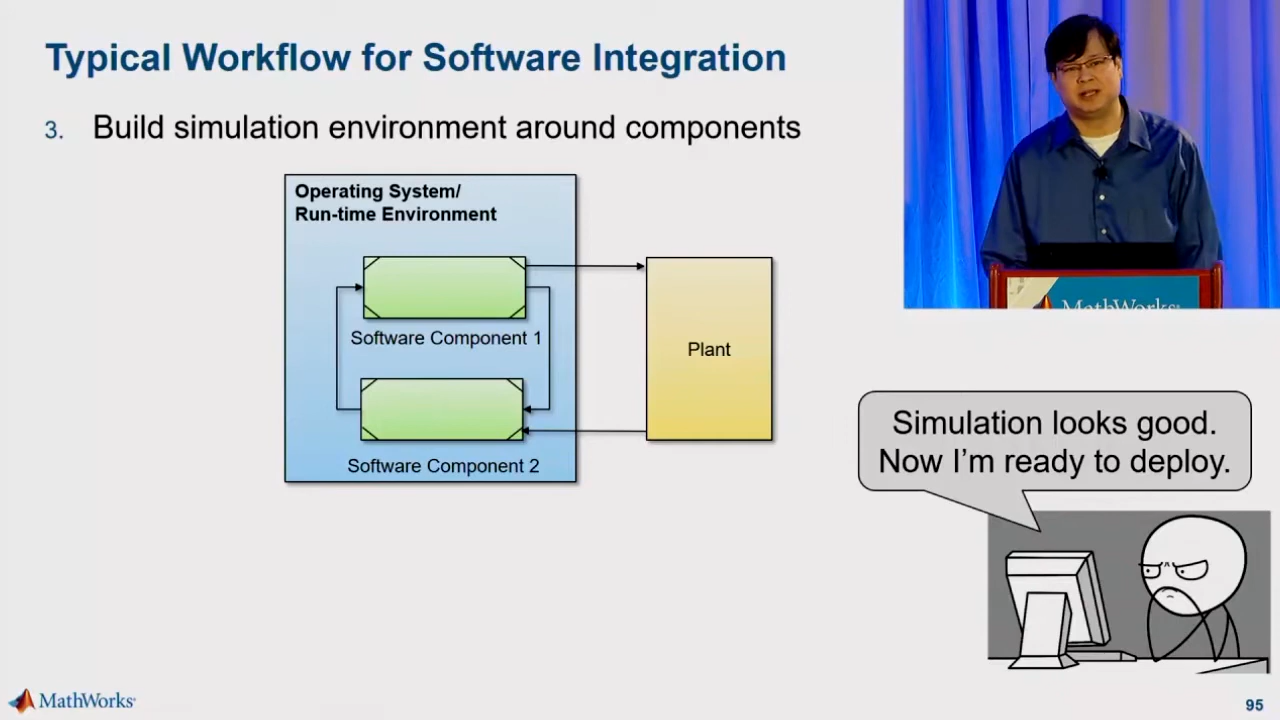 Typical Workflow for Software Integration
3. Build simulation environment around components
Operating System/
Run-time Environment
Software Component 1
Software Component 2
Plant
MathWorks
Simulation looks good.
Now I'm ready to deploy.
MathWorks
95